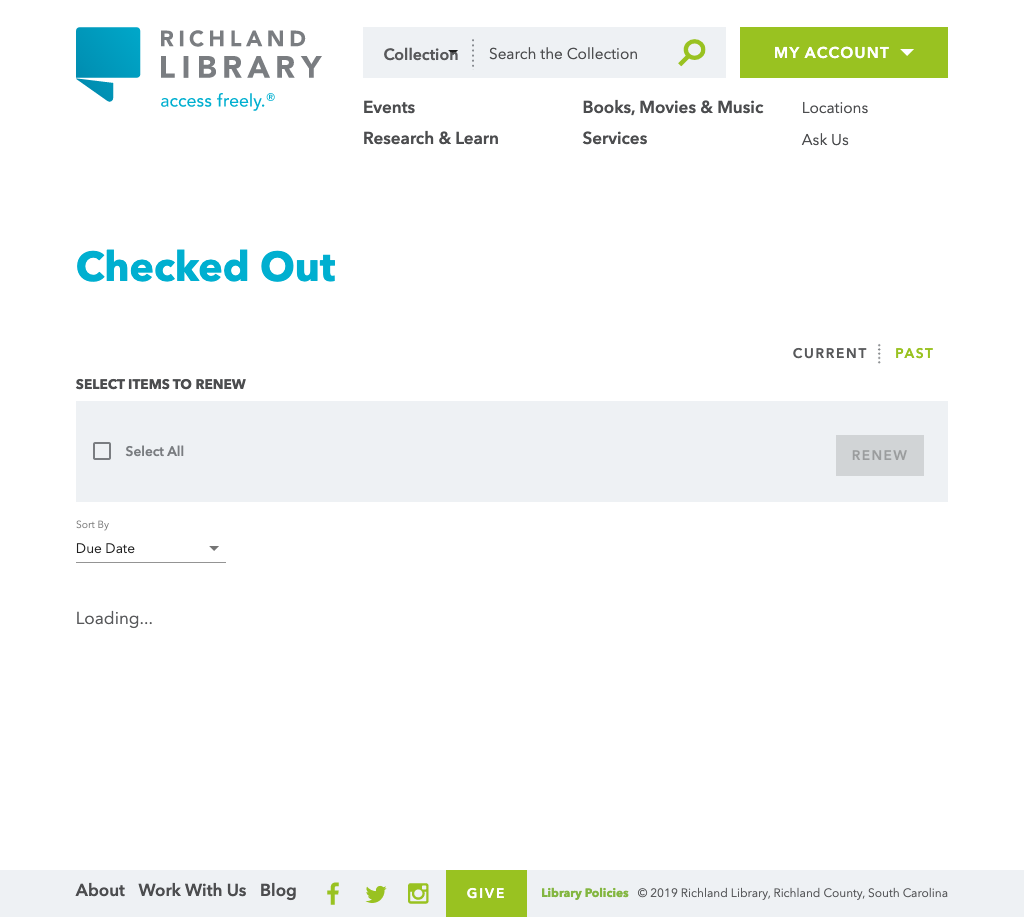 RICHLAND
LIBRARY
access freely.®
Collection
Search the Collection
MY ACCOUNT
Events
Books, Movies & Music
Locations
Research & Learn
Services
Ask Us
Checked Out
CURRENT
PAST
SELECT ITEMS TO RENEW
Select All
RENEW
Sort By
Due Date
Loading...
About
Work With Us
Blog
GIVE
Library Policies
© 2019 Richland Library, Richland County, South Carolina